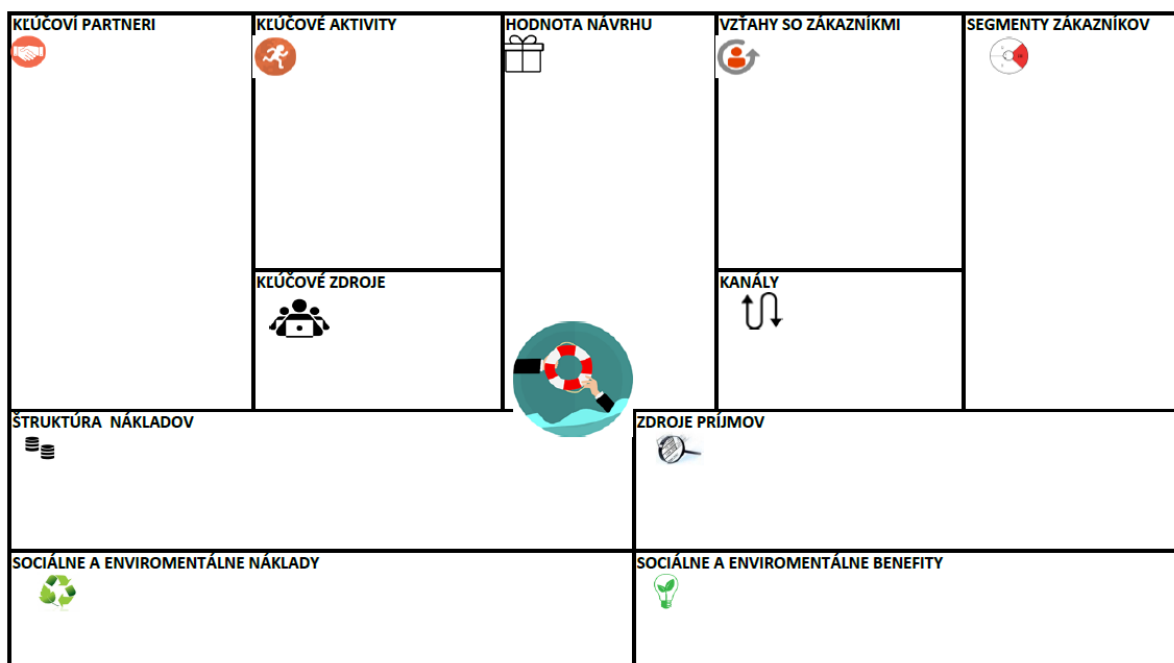 KĽÚČOVÍ PARTNERI
KĽÚČOVÉ AKTIVITY
HODNOTA NÁVRHU
VZŤAHY SO ZÁKAZNÍKMI
SEGMENTY ZÁKAZNÍKOV
KĽÚČOVÉ ZDROJE
KANÁLY
ŠTRUKTÚRA NÁKLADOV
ZDROJE PRÍJMOV
SOCIÁLNE A ENVIROMENTÁLNE NÁKLADY
SOCIÁLNE A ENVIROMENTÁLNE BENEFITY